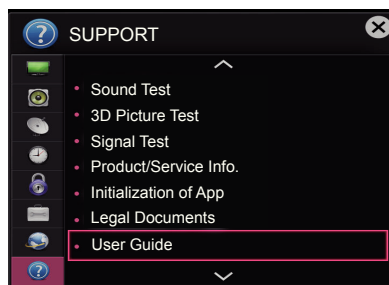 SUPPORT
Sound Test
3D Picture Test
Signal Test
Product/Service Info.
Initialization of App
Legal Documents
User Guide